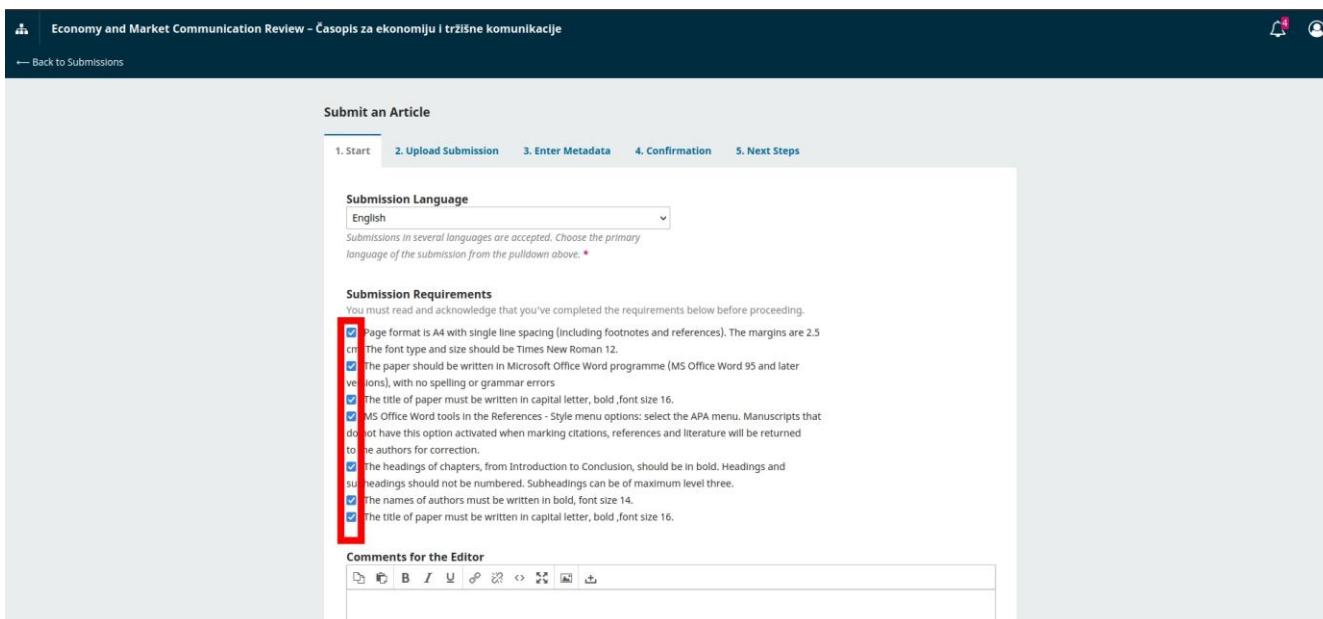 Economy and Market Communication Review – Časopis za ekonomiju i tržišne komunikacije
4
← Back to Submissions
Submit an Article
1. Start 2. Upload Submission 3. Enter Metadata 4. Confirmation 5. Next Steps
Submission Language
English
Submissions in several languages are accepted. Choose the primary
language of the submission from the pulldown above. *
Submission Requirements
You must read and acknowledge that you've completed the requirements below before proceeding.
Page format is A4 with single line spacing (including footnotes and references). The margins are 2.5
cm The font type and size should be Times New Roman 12.
The paper should be written in Microsoft Office Word programme (MS Office Word 95 and later
), with no spelling or grammar errors
The title of paper must be written in capital letter, bold ,font size 16.
MS Office Word tools in the References - Style menu options: select the APA menu. Manuscripts that
not have this option activated when marking citations, references and literature will be returned
to authors for correction.
The headings of chapters, from Introduction to Conclusion, should be in bold. Headings and
should not be numbered. Subheadings can be of maximum level three.
The names of authors must be written in bold, font size 14.
The title of paper must be written in capital letter, bold ,font size 16.
Comments for the Editor
B I U